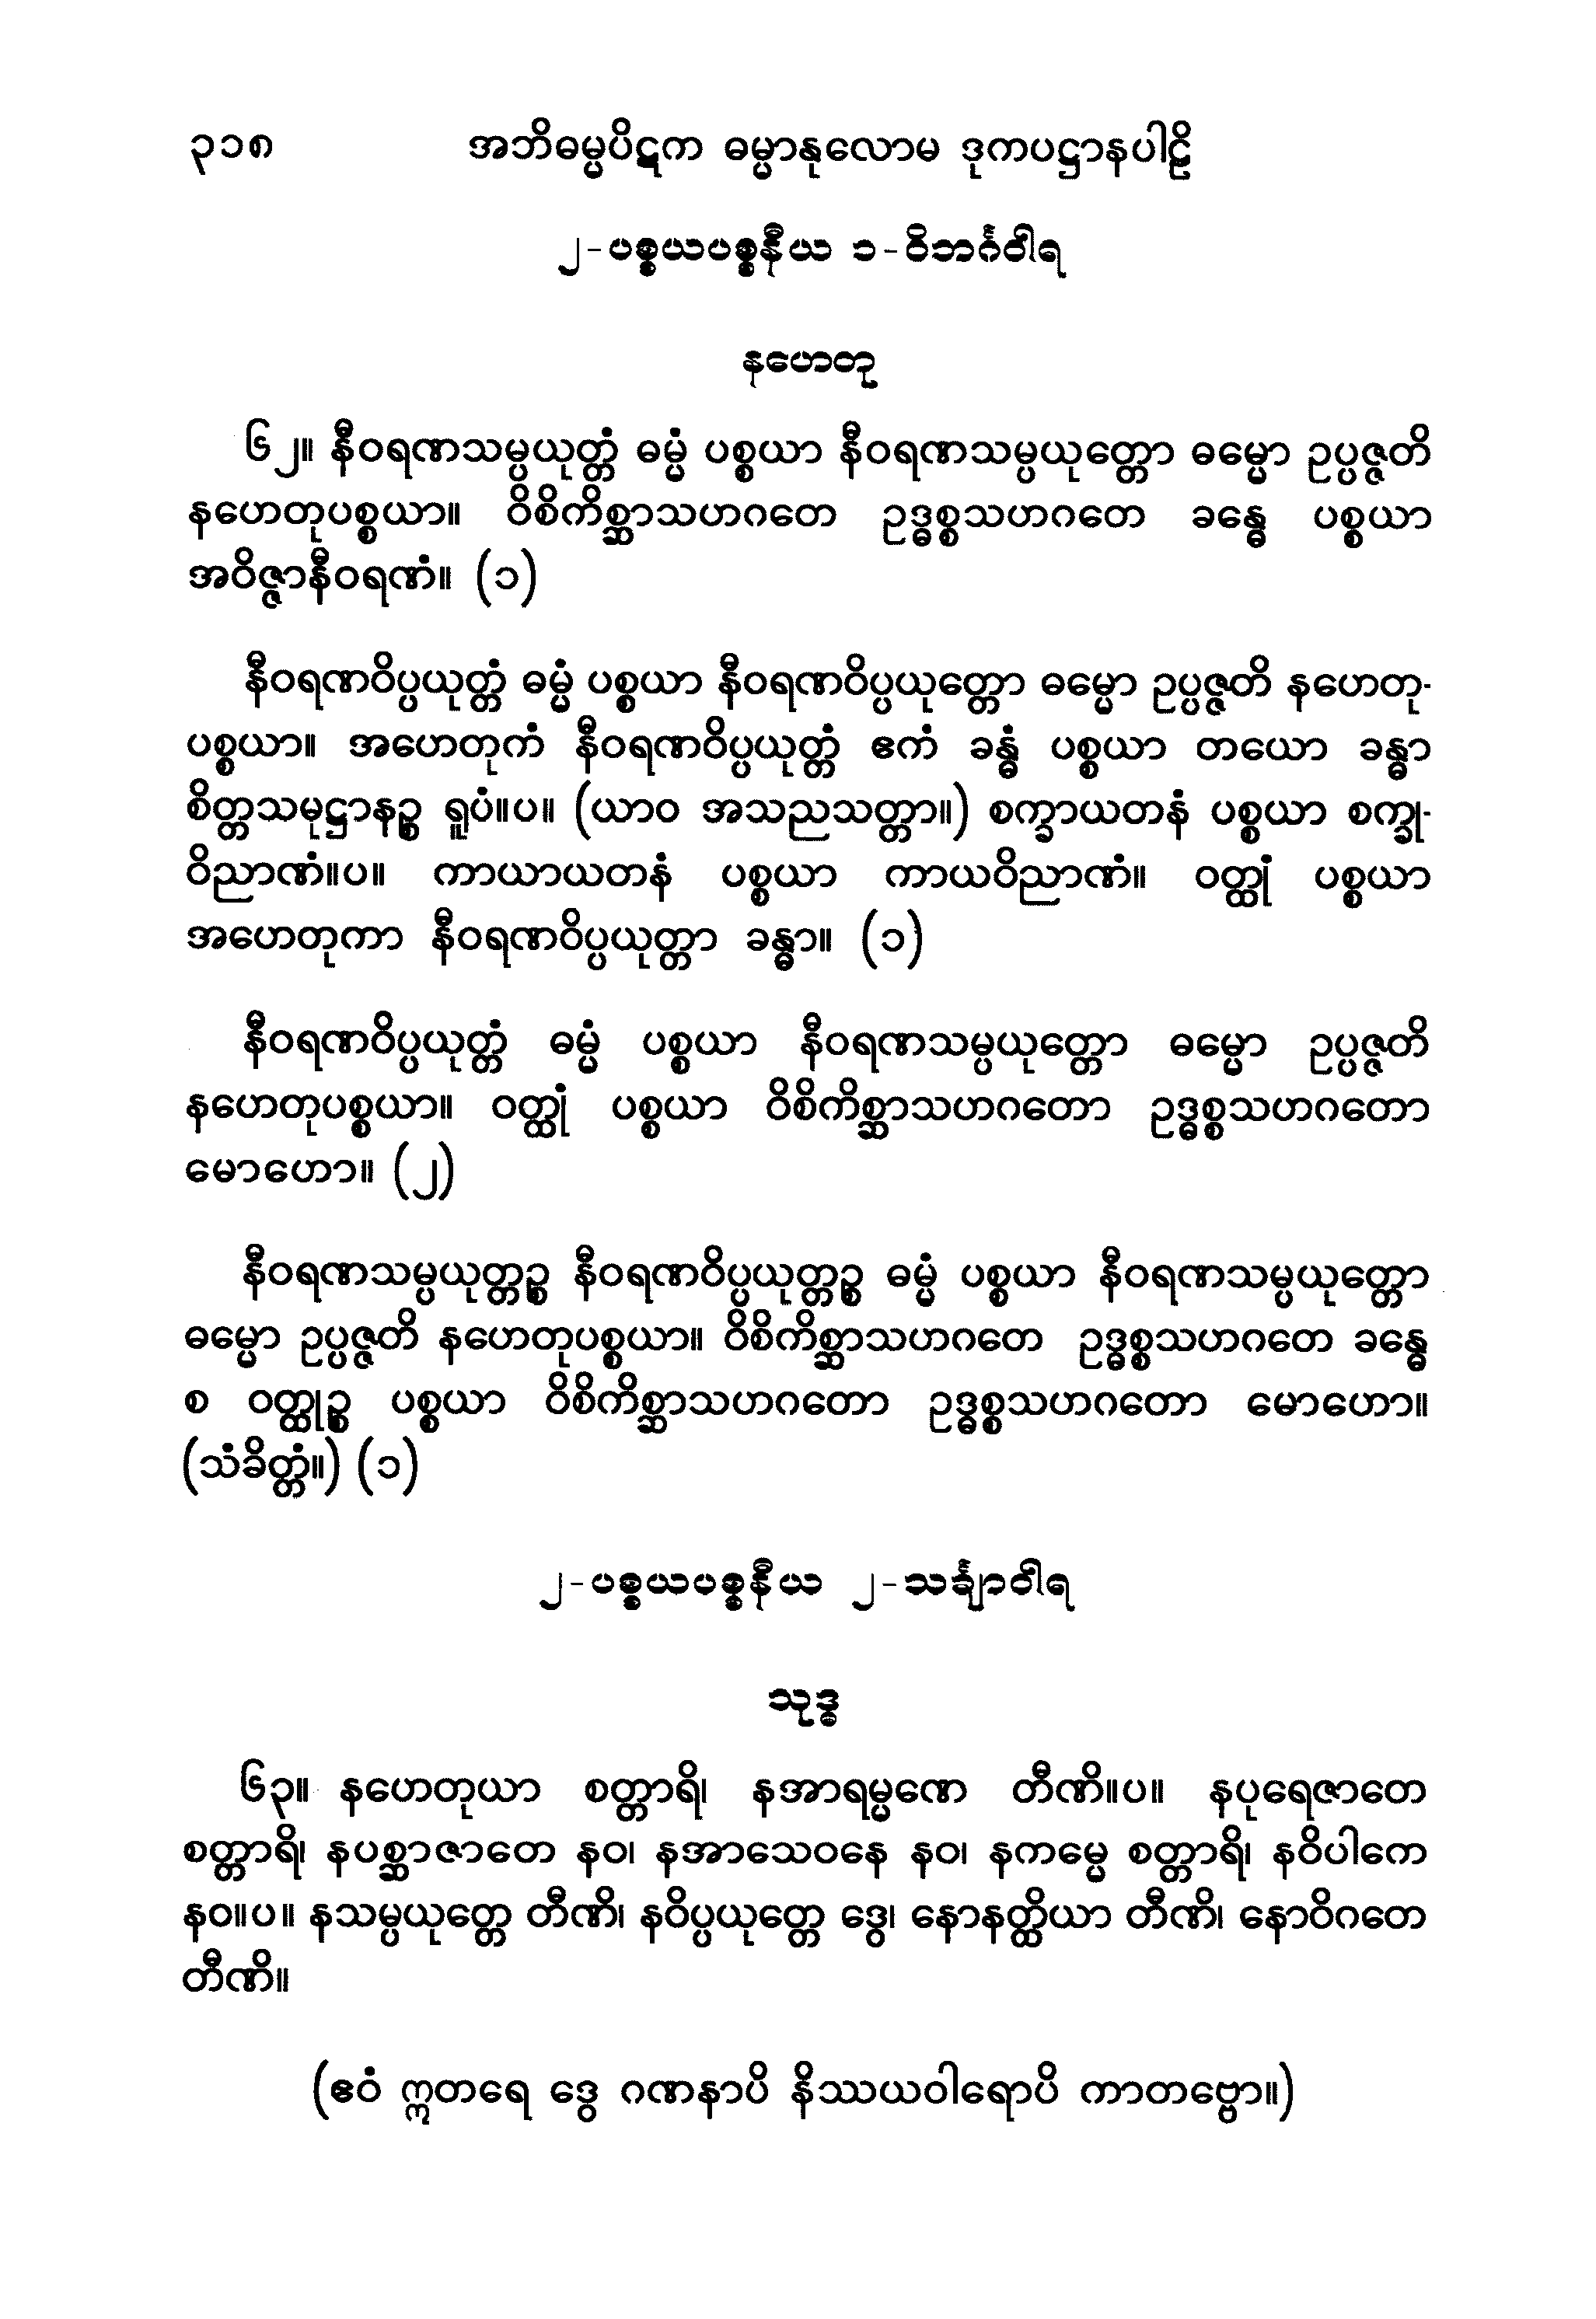 ၃၁၈ အဘိဓမ္မပိဋက ဓမ္မာနုလောမ ဒုကပဋ္ဌာနပါဠိ
၂-ပစ္စယပစ္စနီယ ၁-ဝိဘင်္ဂဝါရ
နဟေတု
၆၂။ နီဝရဏသမ္ပယုတ္တံ ဓမ္မံ ပစ္စယာ နီဝရဏသမ္ပယုတ္တော ဓမ္မော ဥပ္ပဇ္ဇတိ
နဟေတုပစ္စယာ။ ဝိစိကိစ္ဆာသဟဂတေ ဥဒ္ဓစ္စသဟဂတေ ခန္ဓေ ပစ္စယာ
အဝိဇ္ဇာနီဝရဏံ။ (၁)
နီဝရဏဝိပ္ပယုတ္တံ ဓမ္မံ ပစ္စယာ နီဝရဏဝိပ္ပယုတ္တော ဓမ္မော ဥပ္ပဇ္ဇတိ နဟေတု-
ပစ္စယာ။ အဟေတုကံ နီဝရဏဝိပ္ပယုတ္တံ ဧကံ ခန္ဓံ ပစ္စယာ တယော ခန္ဓာ
စိတ္တသမုဋ္ဌာနဉ္စ ရူပံ။ပ။ (ယာဝ အသညသတ္တာ။) စက္ခာယတနံ ပစ္စယာ စက္ခု-
ဝိညာဏံ။ပ။ ကာယာယတနံ ပစ္စယာ ကာယဝိညာဏံ။ ဝတ္ထုံ ပစ္စယာ
အဟေတုကာ နီဝရဏဝိပ္ပယုတ္တာ ခန္ဓာ။ (၁)
နီဝရဏဝိပ္ပယုတ္တံ ဓမ္မံ ပစ္စယာ နီဝရဏသမ္ပယုတ္တော ဓမ္မော ဥပ္ပဇ္ဇတိ
နဟေတုပစ္စယာ။ ဝတ္ထုံ ပစ္စယာ ဝိစိကိစ္ဆာသဟဂတော ဥဒ္ဓစ္စသဟဂတော
မောဟော။ (၂)
နီဝရဏသမ္ပယုတ္တဉ္စ နီဝရဏဝိပ္ပယုတ္တဉ္စ ဓမ္မံ ပစ္စယာ နီဝရဏသမ္ပယုတ္တော
ဓမ္မော ဥပ္ပဇ္ဇတိ နဟေတုပစ္စယာ။ ဝိစိကိစ္ဆာသဟဂတေ ဥဒ္ဓစ္စသဟဂတေ ခန္ဓေ
စ ဝတ္ထုဉ္စ ပစ္စယာ ဝိစိကိစ္ဆာသဟဂတော ဥဒ္ဓစ္စသဟဂတော မောဟော။
(သံခိတ္တံ။) (၁)
၂-ပစ္စယပစ္စနီယ ၂-သင်္ချာဝါရ
သုဒ္ဓ
၆၃။ နဟေတုယာ စတ္တာရိ၊ နအာရမ္မဏေ တီဏိ။ပ။ နပုရေဇာတေ
စတ္တာရိ၊ နပစ္ဆာဇာတေ နဝ၊ နအာသေဝနေ နဝ၊ နကမ္မေ စတ္တာရိ၊ နဝိပါကေ
နဝ။ပ။ နသမ္ပယုတ္တေ တီဏိ၊ နဝိပ္ပယုတ္တေ ဒွေ၊ နောနတ္ထိယာ တီဏိ၊ နောဝိဂတေ
တီဏိ။
(ဧဝံ ဣတရေ ဒွေ ဂဏနာပိ နိဿယဝါရောပိ ကာတဗ္ဗော။)